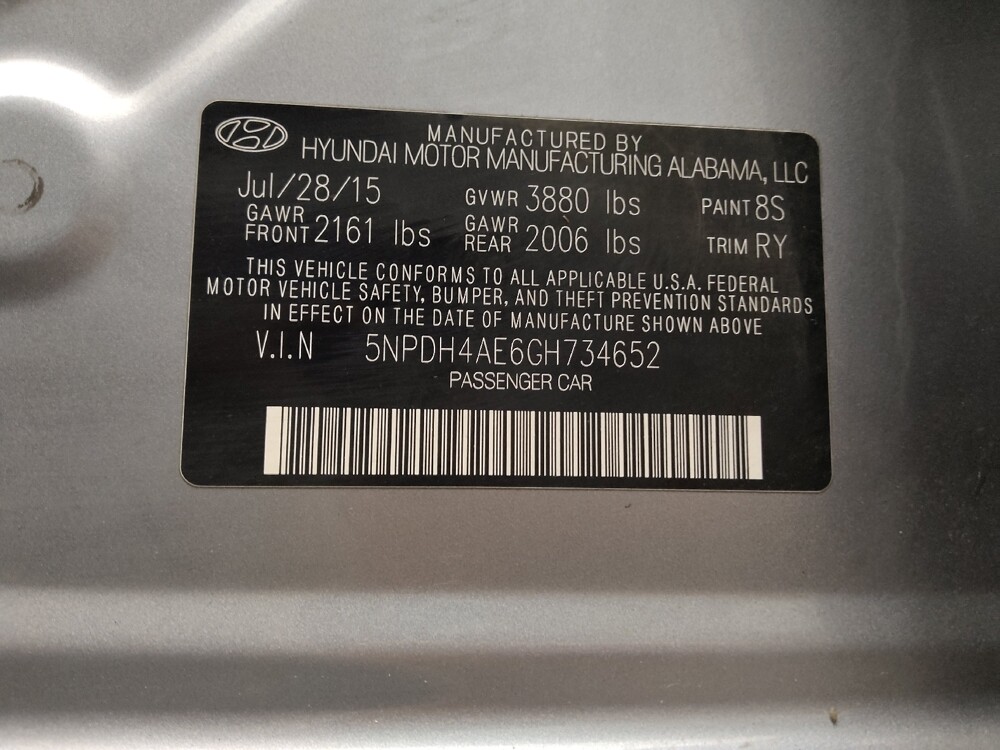 MANUFACTURED BY
HYUNDAI MOTOR MANUFACTURING ALABAMA, LLC
Jul/28/15 GVWR 3880 lbs PAINT 8S
GAWR FRONT 2161 lbs GAWR REAR 2006 lbs TRIM RY
THIS VEHICLE CONFORMS TO ALL APPLICABLE U.S.A. FEDERAL
MOTOR VEHICLE SAFETY, BUMPER, AND THEFT PREVENTION STANDARDS
IN EFFECT ON THE DATE OF MANUFACTURE SHOWN ABOVE
V.I.N 5NPDH4AE6GH734652
PASSENGER CAR